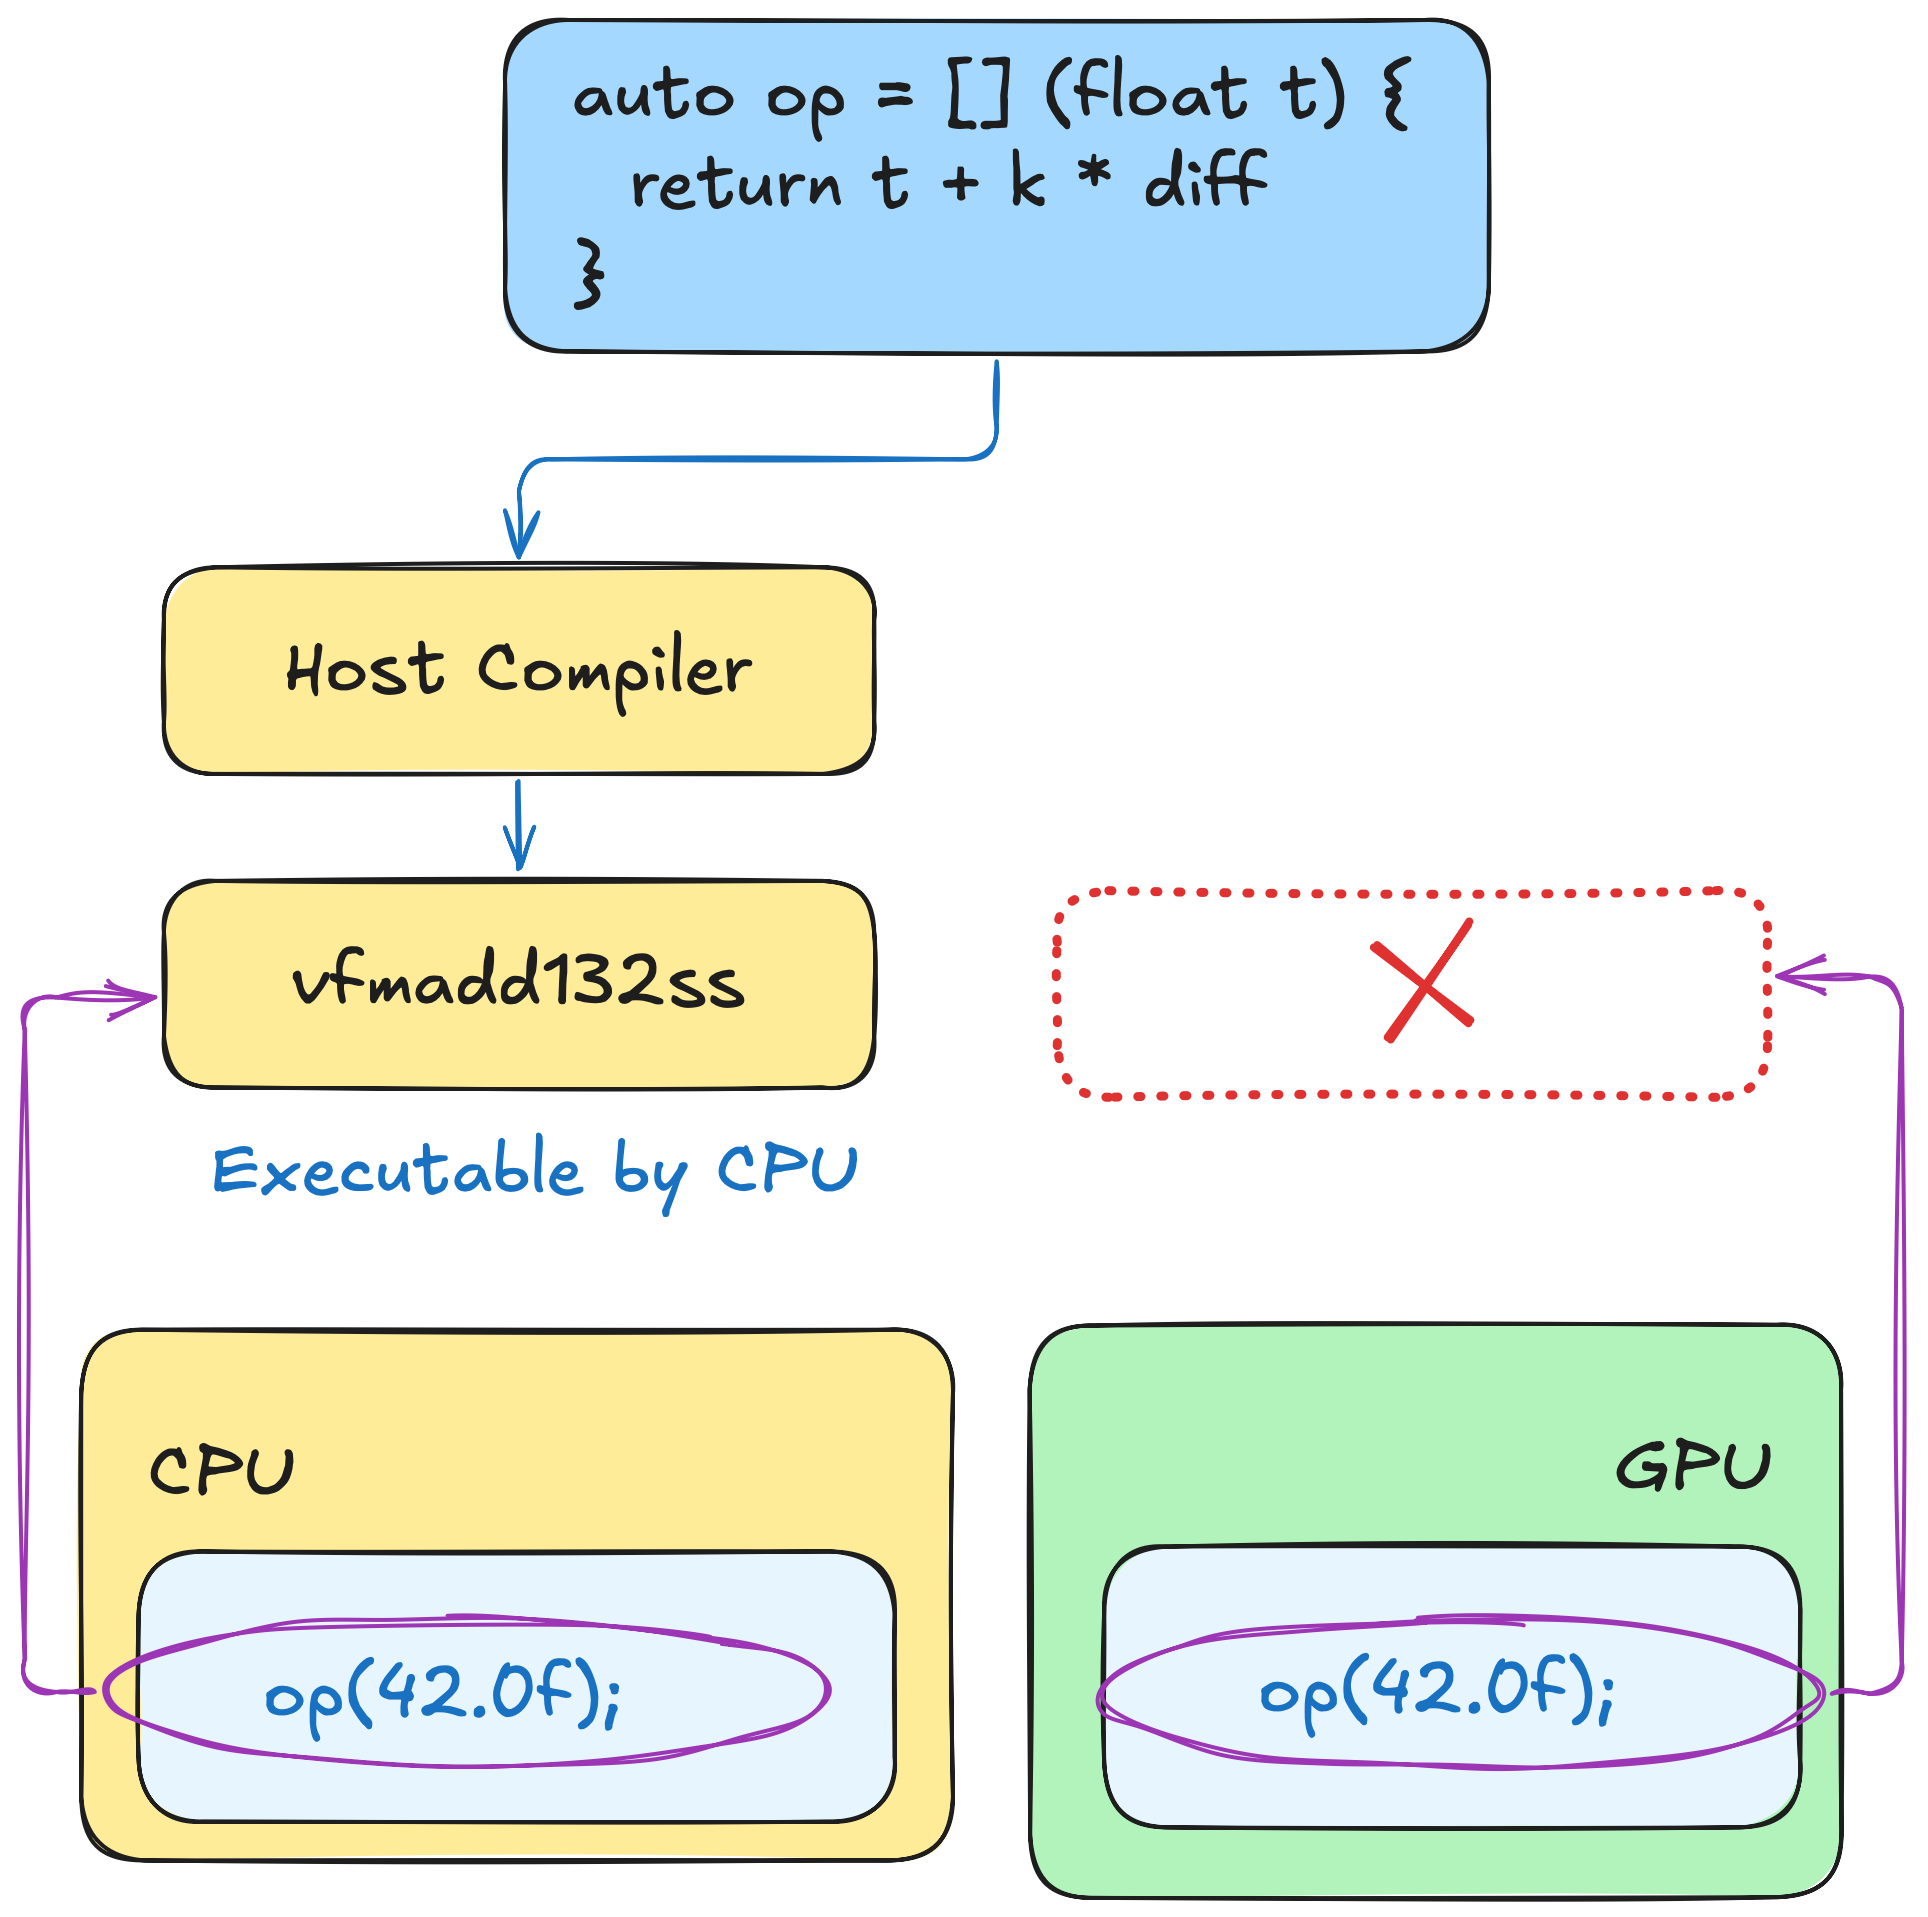 auto op = [](float t) {
return t + k * diff
}
Host Compiler
vfmadd132ss
Executable by CPU
CPU
GPU
op(42.0f);
op(42.0f);